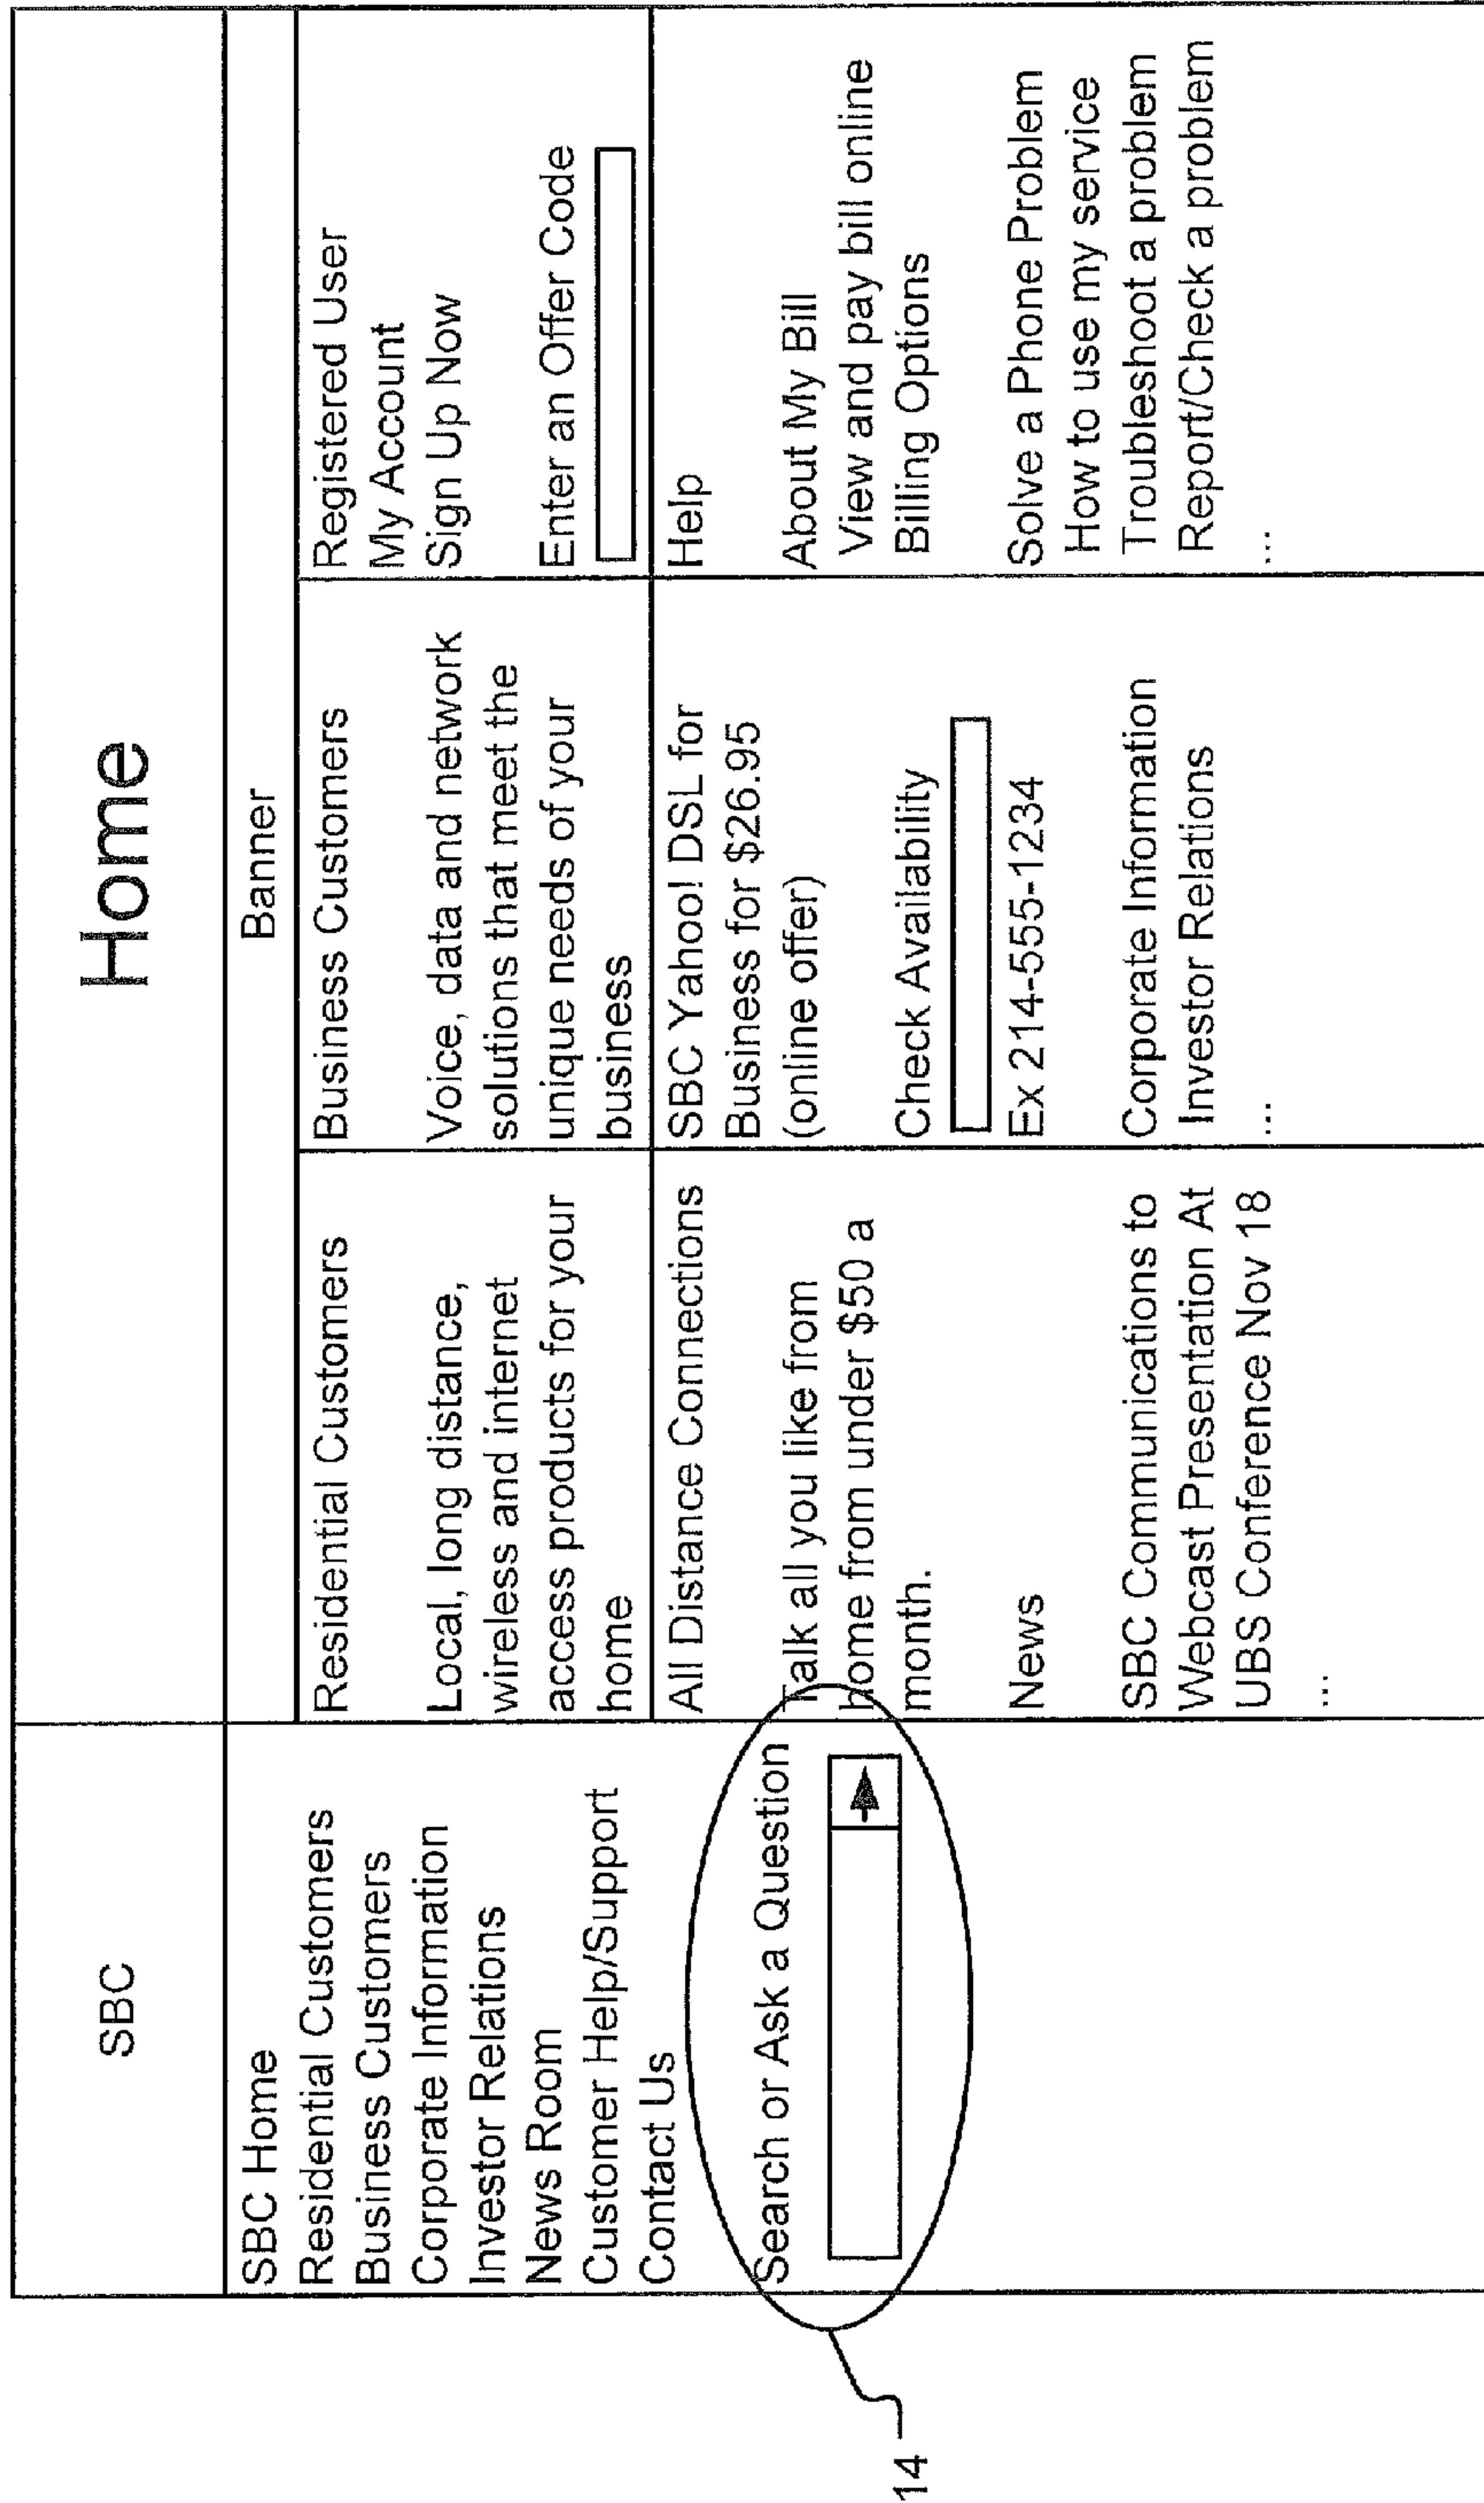 SBC
Home
SBC Home
Residential Customers
Business Customers
Corporate Information
Investor Relations
News Room
Customer Help/Support
Contact Us
Search or Ask a Question
14
Banner
Residential Customers
Local, long distance,
wireless and internet
access products for your
home
Business Customers
Voice, data and network
solutions that meet the
unique needs of your
business
Registered User
My Account
Sign Up Now
Enter an Offer Code
All Distance Connections
Talk all you like from
home from under $50 a
month.
News
SBC Communications to
Webcast Presentation At
UBS Conference Nov 18
...
SBC Yahoo! DSL for
Business for $26.95
(online offer)
Check Availability
Ex 214-555-1234
Corporate Information
Investor Relations
...
Help
About My Bill
View and pay bill online
Billing Options
Solve a Phone Problem
How to use my service
Troubleshoot a problem
Report/Check a problem
...